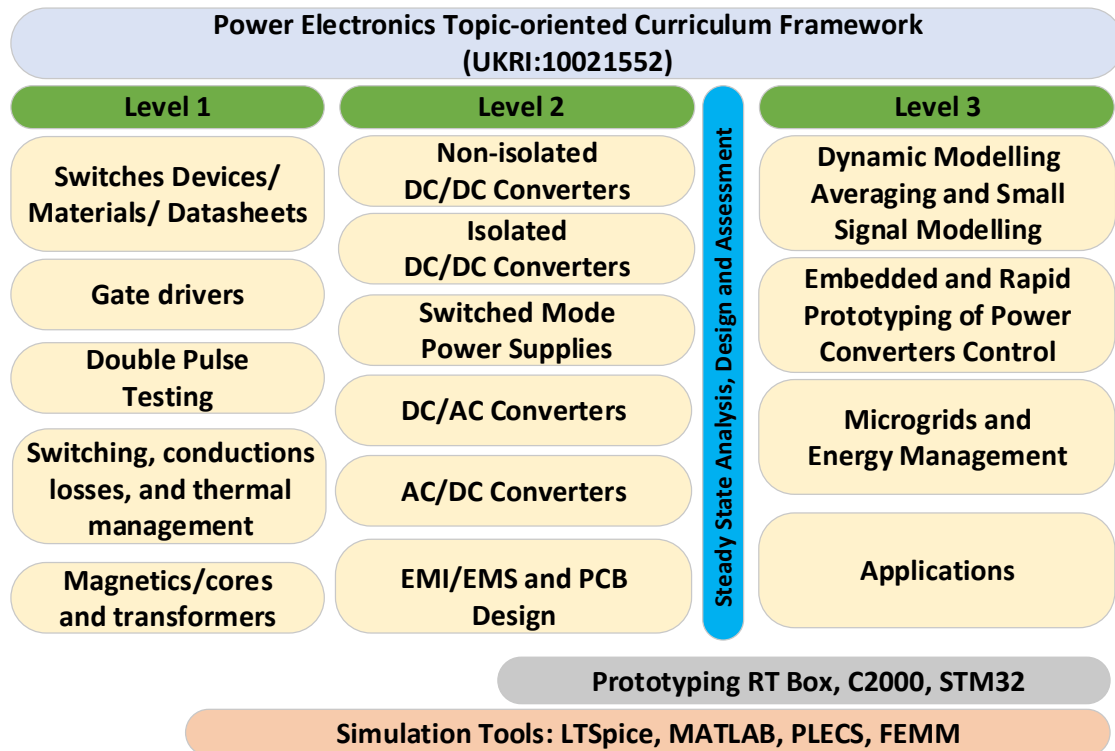 Power Electronics Topic-oriented Curriculum Framework
(UKRI:10021552)
Level 1
Switches Devices/
Materials/ Datasheets
Gate drivers
Double Pulse
Testing
Switching, conductions
losses, and thermal
management
Magnetics/cores
and transformers
Level 2
Non-isolated
DC/DC Converters
Isolated
DC/DC Converters
Switched Mode
Power Supplies
DC/AC Converters
AC/DC Converters
EMI/EMS and PCB
Design
Steady State Analysis, Design and Assessment
Level 3
Dynamic Modelling
Averaging and Small
Signal Modelling
Embedded and Rapid
Prototyping of Power
Converters Control
Microgrids and
Energy Management
Applications
Prototyping RT Box, C2000, STM32
Simulation Tools: LTSpice, MATLAB, PLECS, FEMM